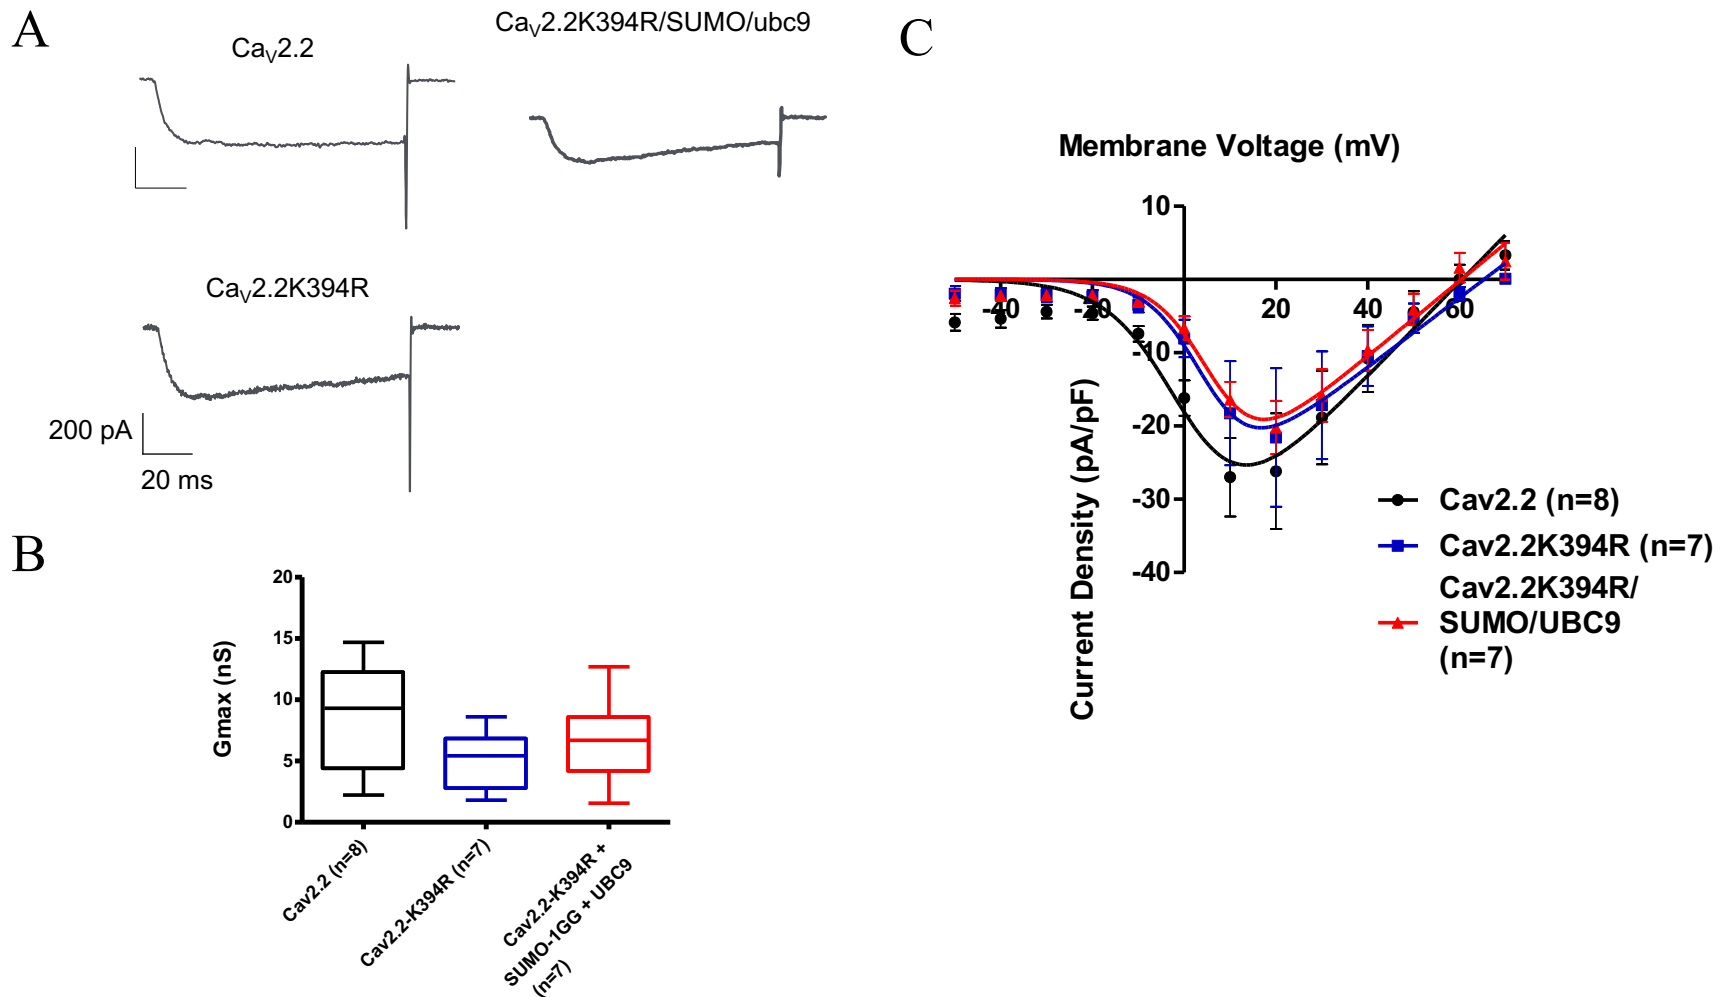 A
Ca_V2.2
Ca_V2.2K394R/SUMO/ubc9
Ca_V2.2K394R
200 pA
20 ms
B
20
15
10
5
0
Gmax (nS)
Cav2.2 (n=8)
Cav2.2-K394R (n=7)
Cav2.2-K394R +
SUMO-1GG + UBC9
(n=7)
C
Membrane Voltage (mV)
10
-40
-20
20
40
60
-10
-20
-30
-40
Current Density (pA/pF)
Cav2.2 (n=8)
Cav2.2K394R (n=7)
Cav2.2K394R/
SUMO/UBC9
(n=7)